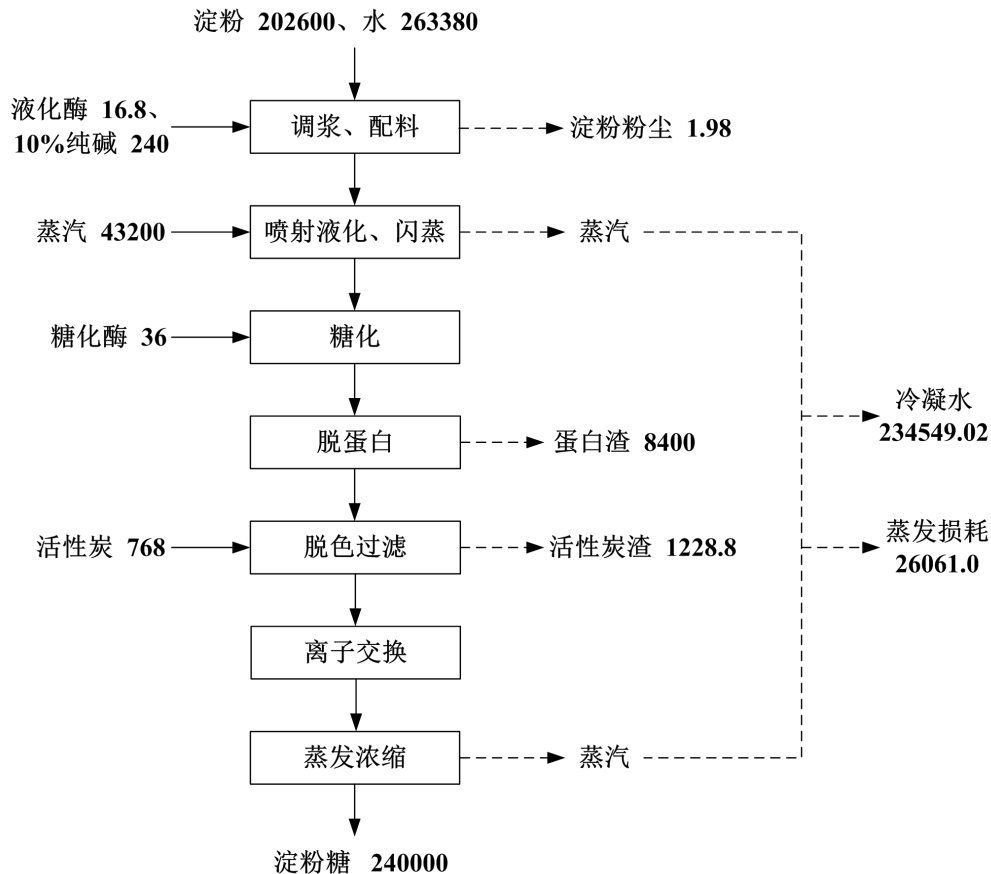 淀粉 202600、水 263380
液化酶 16.8、
10%纯碱 240
调浆、配料
淀粉粉尘 1.98
蒸汽 43200
喷射液化、闪蒸
蒸汽
糖化酶 36
糖化
冷凝水
234549.02
脱蛋白
蛋白渣 8400
活性炭 768
脱色过滤
活性炭渣 1228.8
蒸发损耗
26061.0
离子交换
蒸发浓缩
蒸汽
淀粉糖 240000